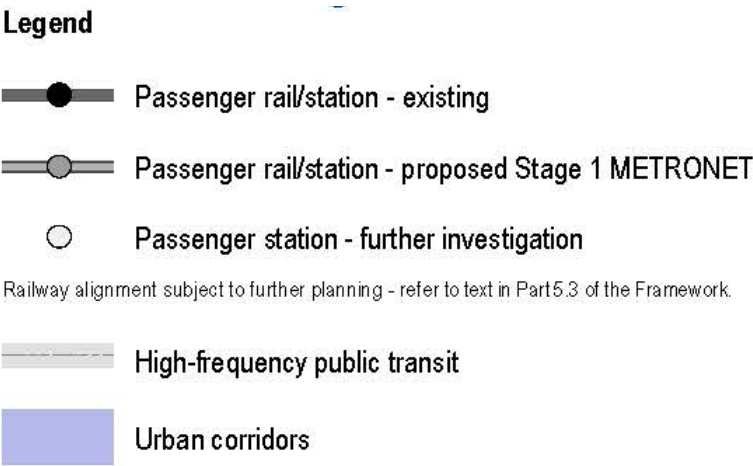 Legend
Passenger rail/station - existing
Passenger rail/station - proposed Stage 1 METRONET
Passenger station - further investigation
Railway alignment subject to further planning - refer to text in Part 5.3 of the Framework.
High-frequency public transit
Urban corridors